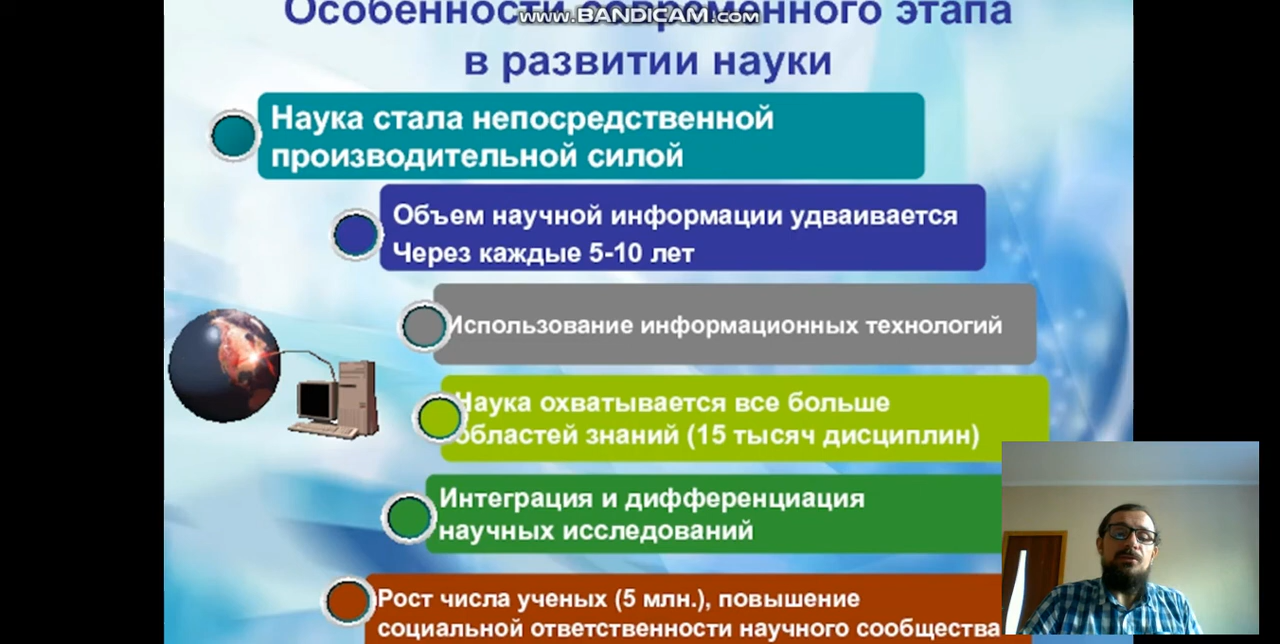 Особенности современного этапа
www.BANDICAM.com
в развитии науки
Наука стала непосредственной
производительной силой
Объем научной информации удваивается
Через каждые 5-10 лет
Использование информационных технологий
Наука охватывается все больше
областей знаний (15 тысяч дисциплин)
Интеграция и дифференциация
научных исследований
Рост числа ученых (5 млн.), повышение
социальной ответственности научного сообщества